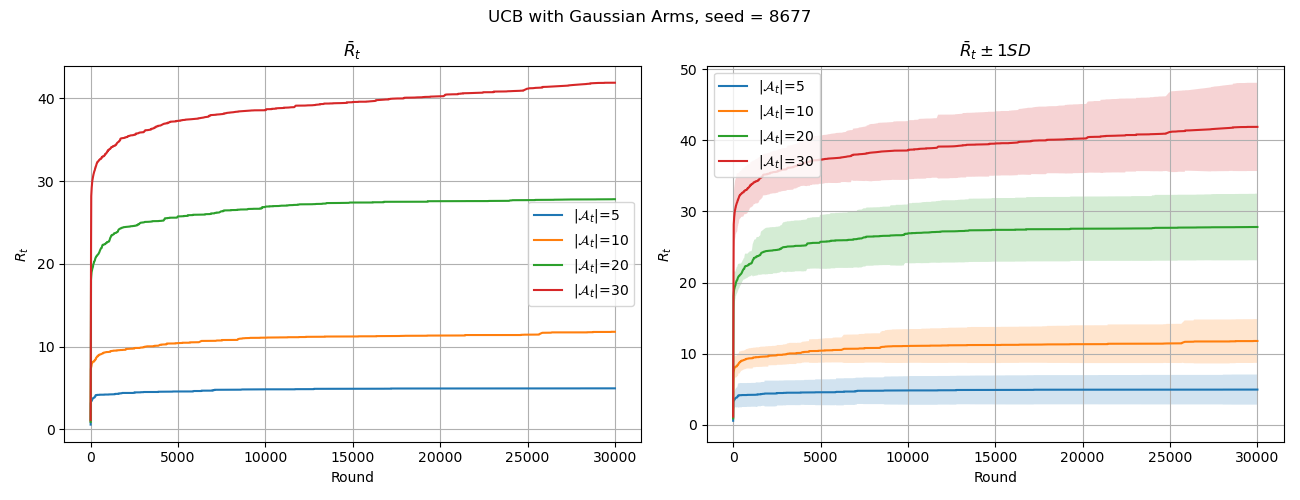 UCB with Gaussian Arms, seed = 8677
R̄ₜ
40
30
20
10
0
Rₜ
0 5000 10000 15000 20000 25000 30000
Round
|𝒜ₜ|=5
|𝒜ₜ|=10
|𝒜ₜ|=20
|𝒜ₜ|=30
R̄ₜ ± 1SD
50
40
30
20
10
0
Rₜ
0 5000 10000 15000 20000 25000 30000
Round
|𝒜ₜ|=5
|𝒜ₜ|=10
|𝒜ₜ|=20
|𝒜ₜ|=30